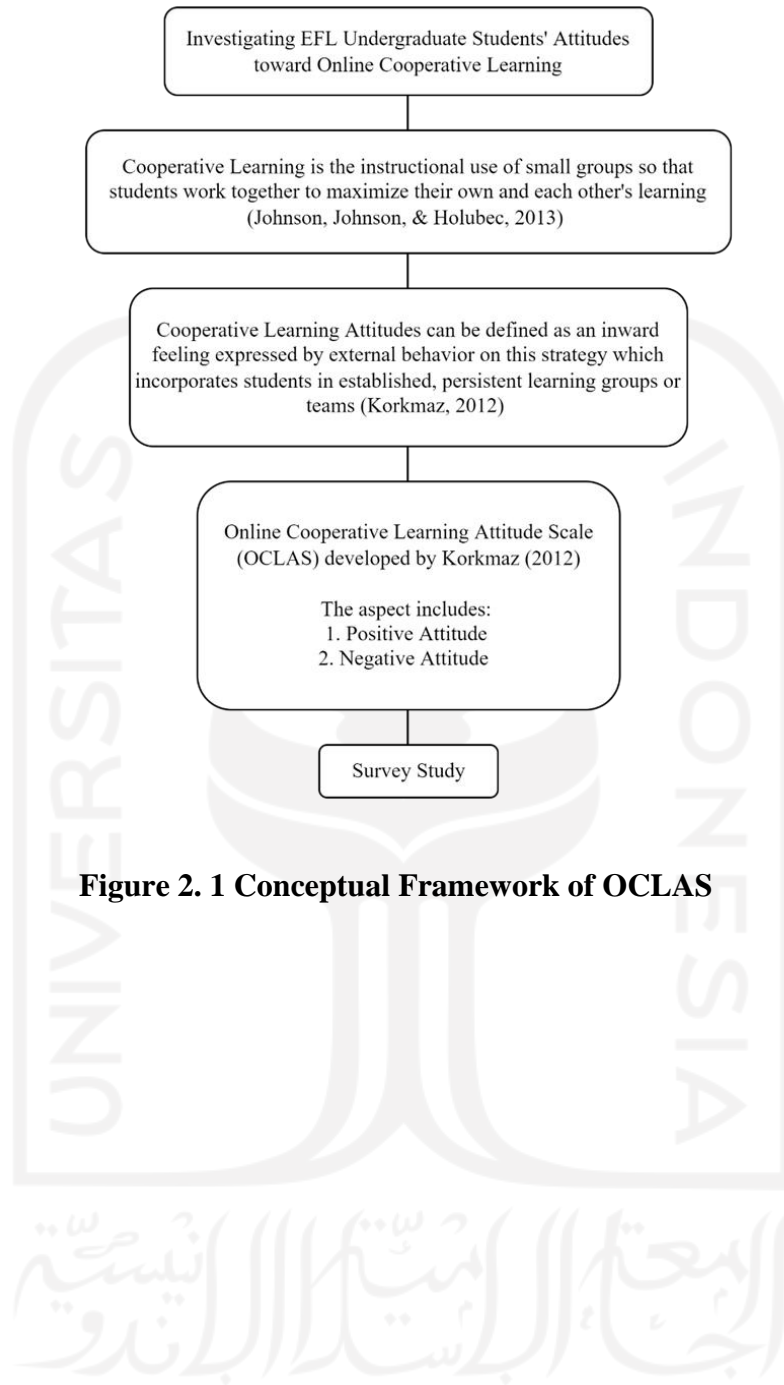 Investigating EFL Undergraduate Students' Attitudes
toward Online Cooperative Learning
Cooperative Learning is the instructional use of small groups so that
students work together to maximize their own and each other's learning
(Johnson, Johnson, & Holubec, 2013)
Cooperative Learning Attitudes can be defined as an inward
feeling expressed by external behavior on this strategy which
incorporates students in established, persistent learning groups or
teams (Korkmaz, 2012)
Online Cooperative Learning Attitude Scale
(OCLAS) developed by Korkmaz (2012)
The aspect includes:
1. Positive Attitude
2. Negative Attitude
Survey Study
Figure 2. 1 Conceptual Framework of OCLAS
UNIVERSITAS
INDONESIA